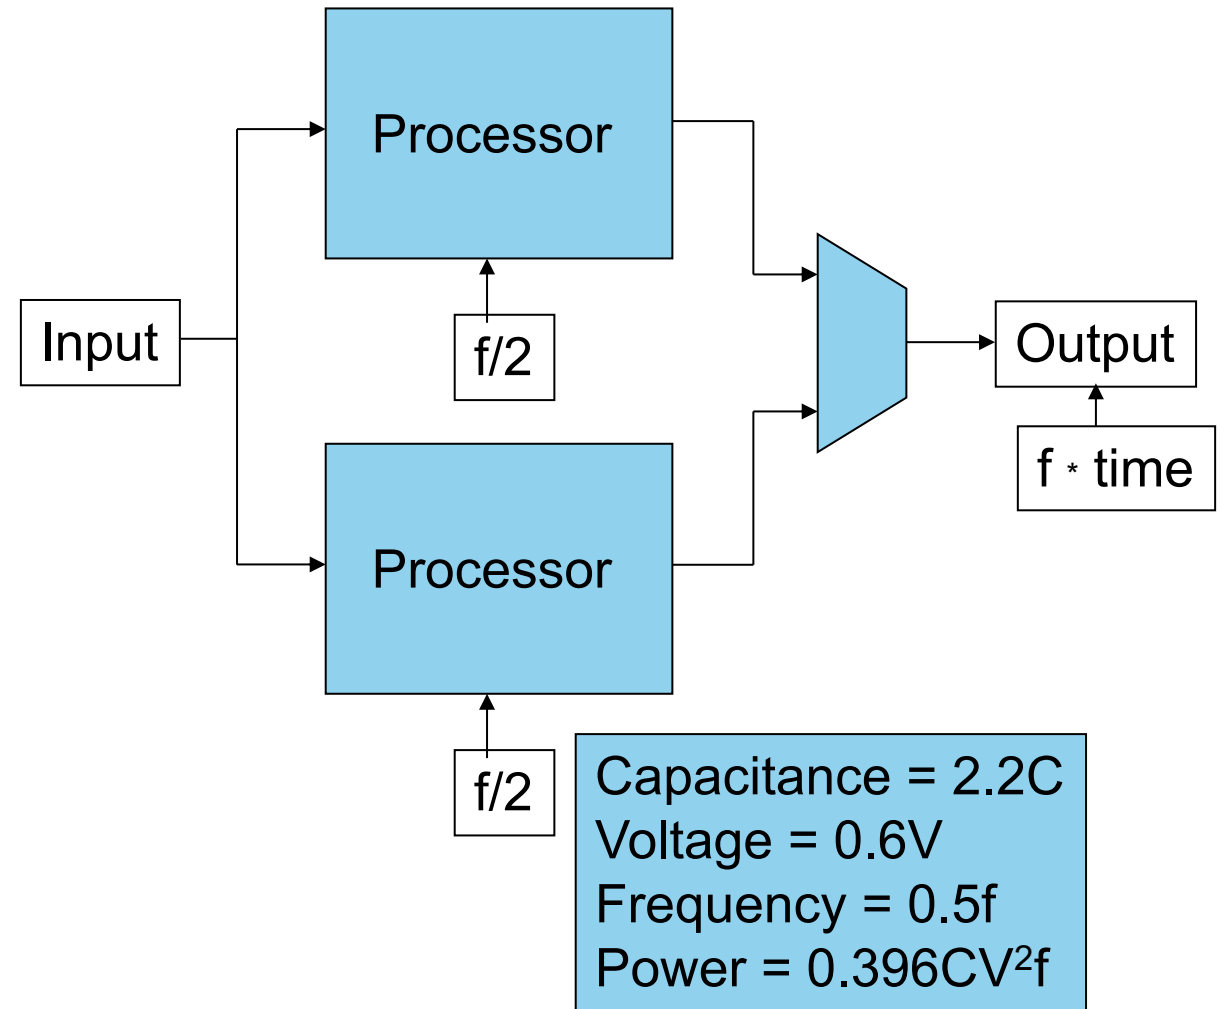 Processor
Input
f/2
Output
f * time
Processor
f/2
Capacitance = 2.2C
Voltage = 0.6V
Frequency = 0.5f
Power = 0.396CV²f